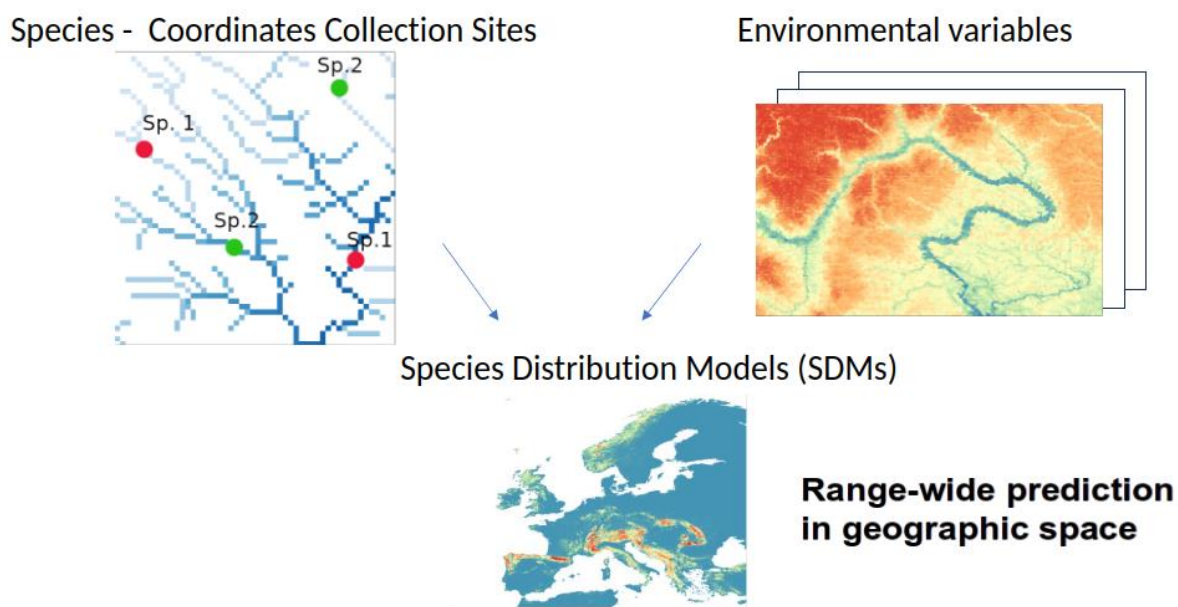 Species -  Coordinates Collection Sites
Environmental variables
Sp.2
Sp. 1
Sp.2
Sp.1
Species Distribution Models (SDMs)
Range-wide prediction
in geographic space